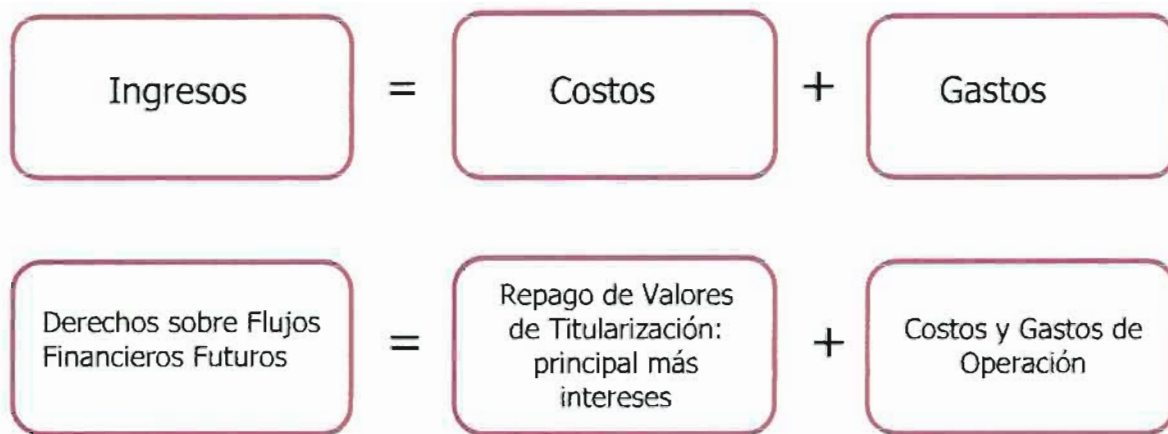 Ingresos = Costos + Gastos
Derechos sobre Flujos
Financieros Futuros
=
Repago de Valores
de Titularización:
principal más
intereses
+
Costos y Gastos de
Operación